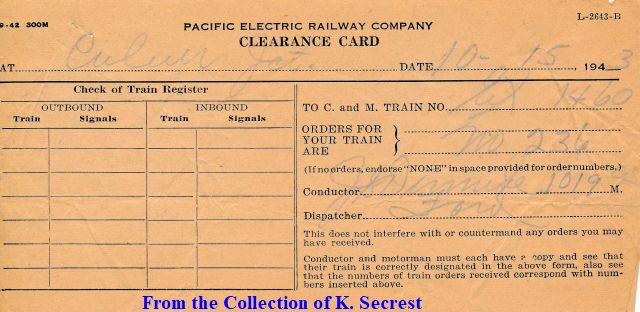 9-42 300M
L-2643-B
PACIFIC ELECTRIC RAILWAY COMPANY
CLEARANCE CARD
AT Culver Jct. DATE 10-15, 1943
Check of Train Register
OUTBOUND INBOUND
Train Signals Train Signals
TO C. and M. TRAIN No. 1460
ORDERS FOR YOUR TRAIN ARE } No 236
(If no orders, endorse "NONE" in space provided for order numbers.)
Conductor 1019 M.
Dispatcher Ford
This does not interfere with or countermand any orders you may
have received.
Conductor and motorman must each have a copy and see that
their train is correctly designated in the above form, also see
that the numbers of train orders received correspond with num-
bers inserted above.
From the Collection of K. Secrest